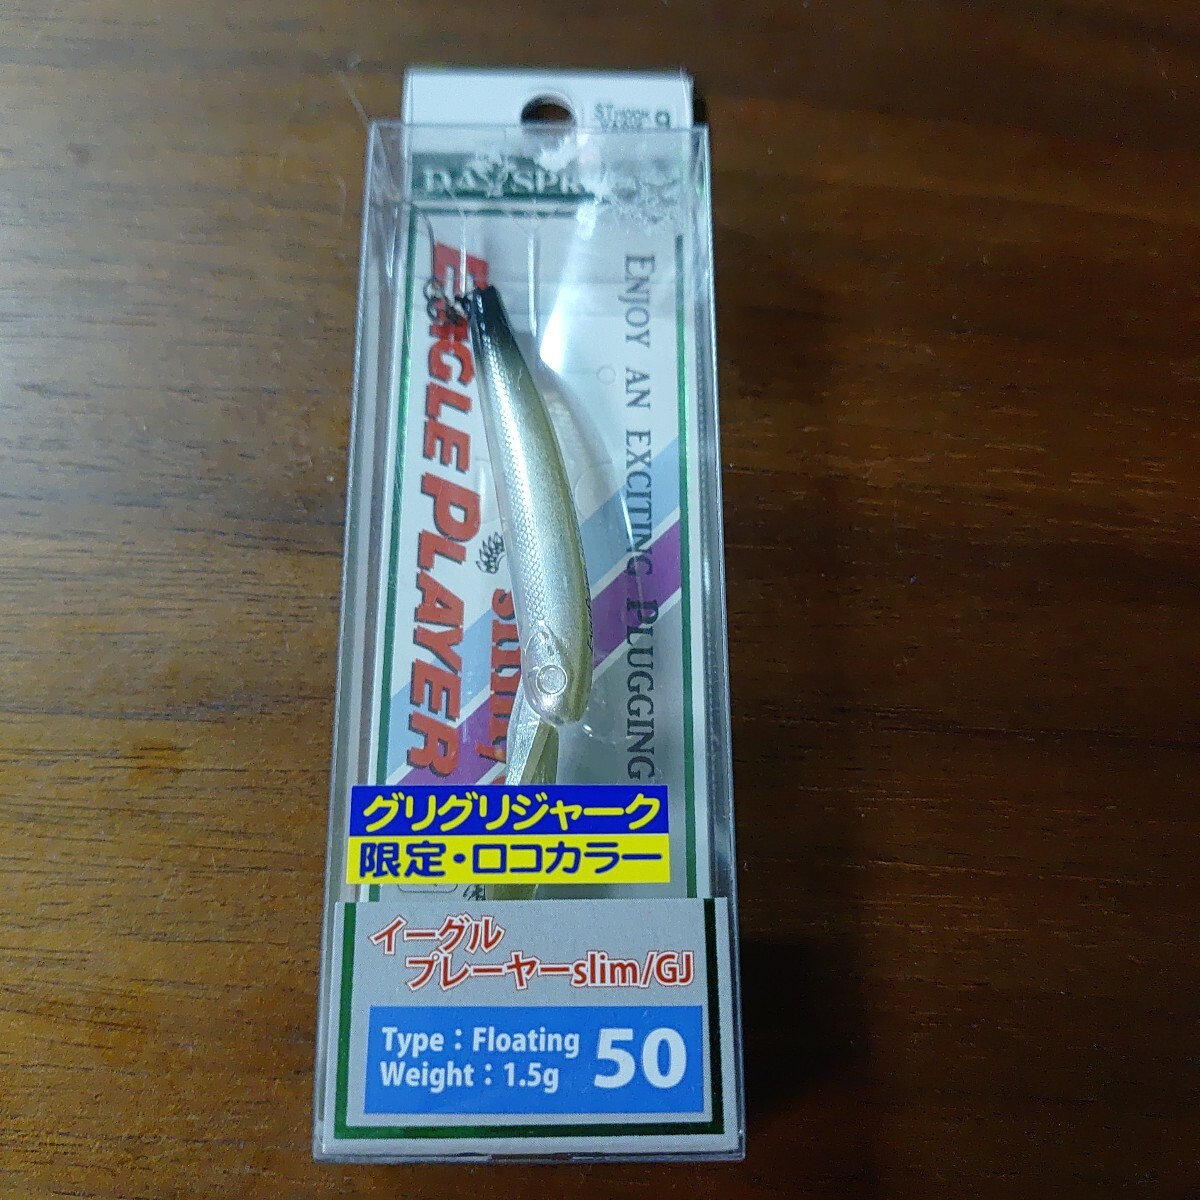 DAYSPR
ENJOY AN EXCITING PLUGGING
EAGLE PLAYER
slim/
グリグリジャーク
限定・ロコカラー
イーグル
プレーヤーslim/GJ
Type：Floating
Weight：1.5g
50